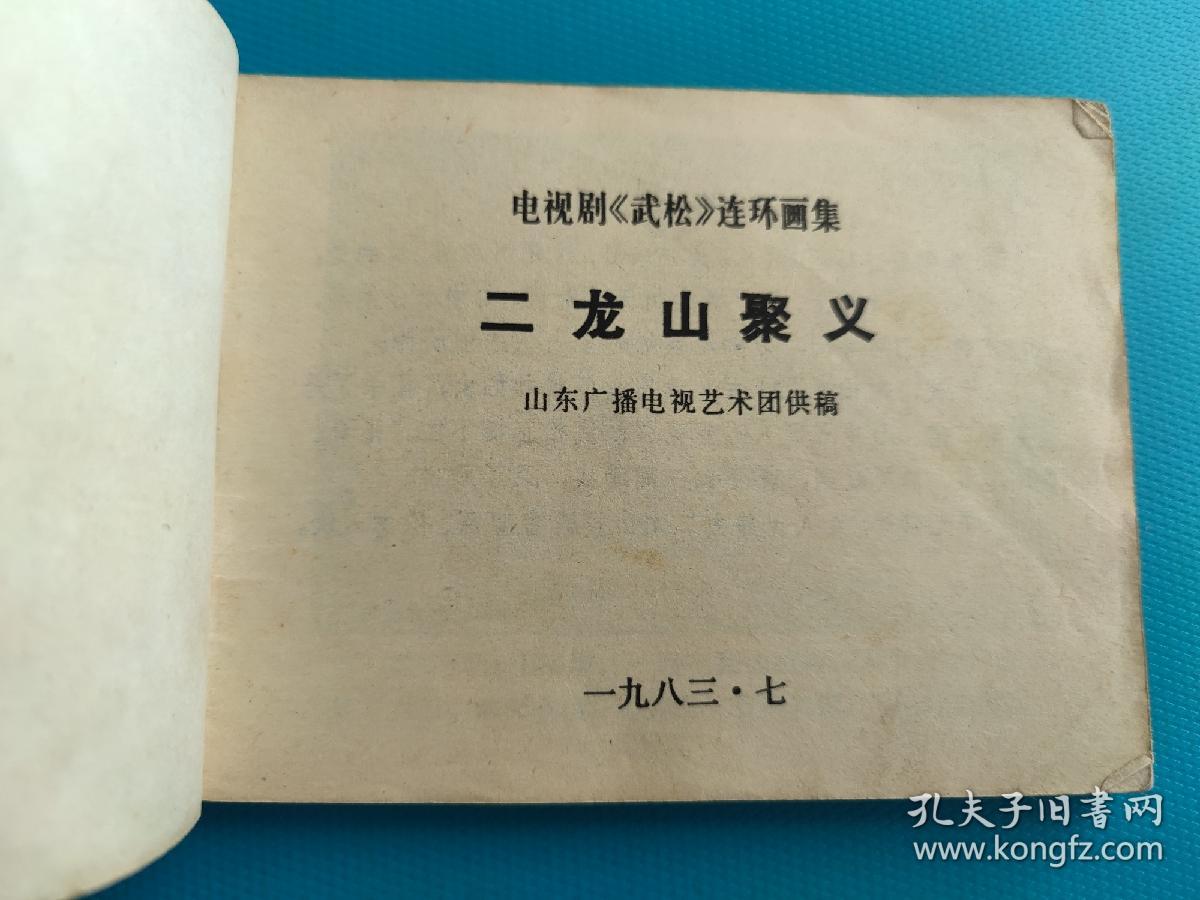 电视剧《武松》连环画集
二龙山聚义
山东广播电视艺术团供稿
一九八三·七
孔夫子旧书网
www.kongfz.com